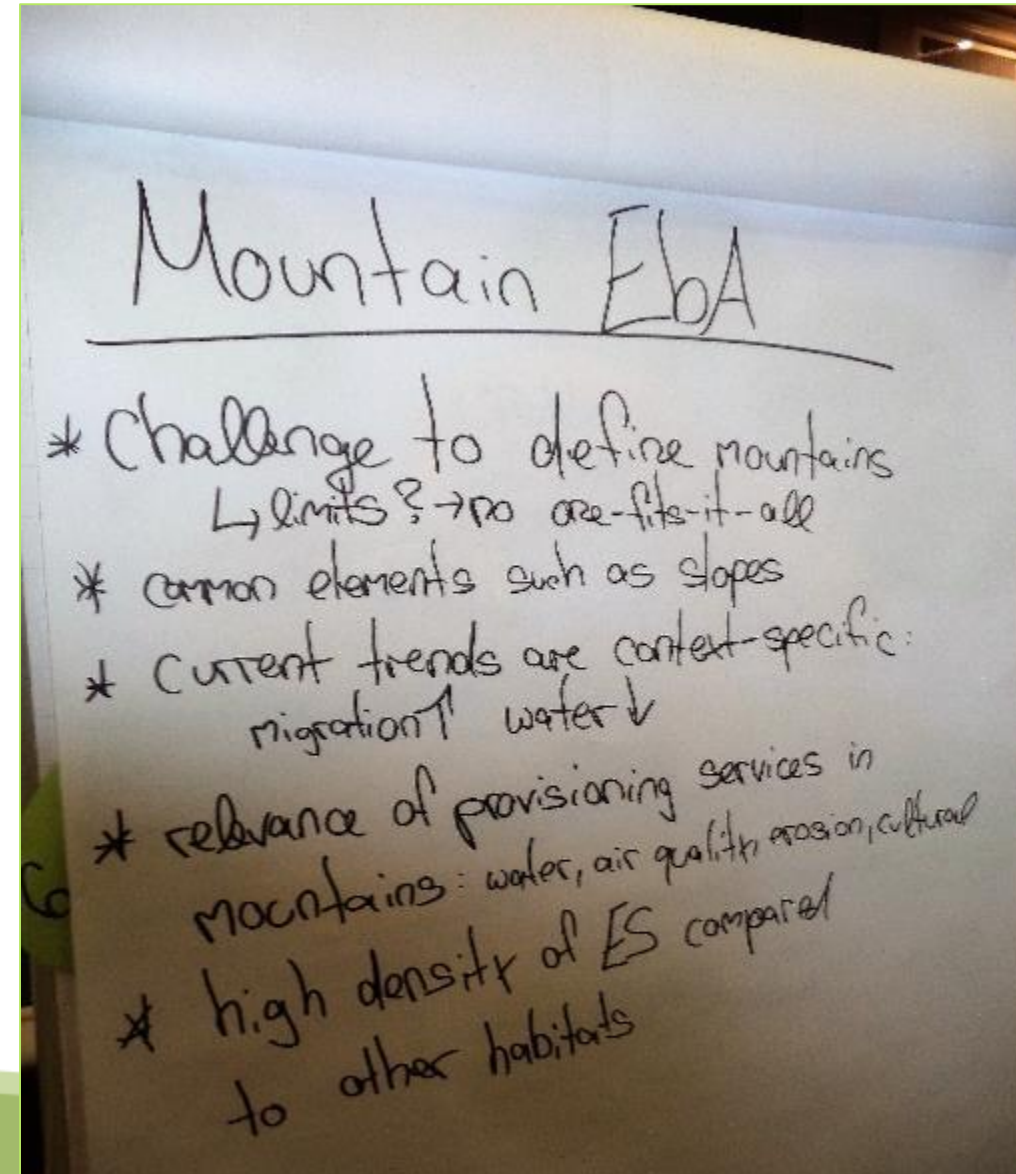 Mountain EbA
* Challenge to define mountains
↳ limits? → no one-fits-it-all
* common elements such as slopes
* Current trends are context-specific:
migration↑ water↓
* relevance of provisioning services in
mountains: water, air quality, erosion, cultural
* high density of ES compared
to other habitats